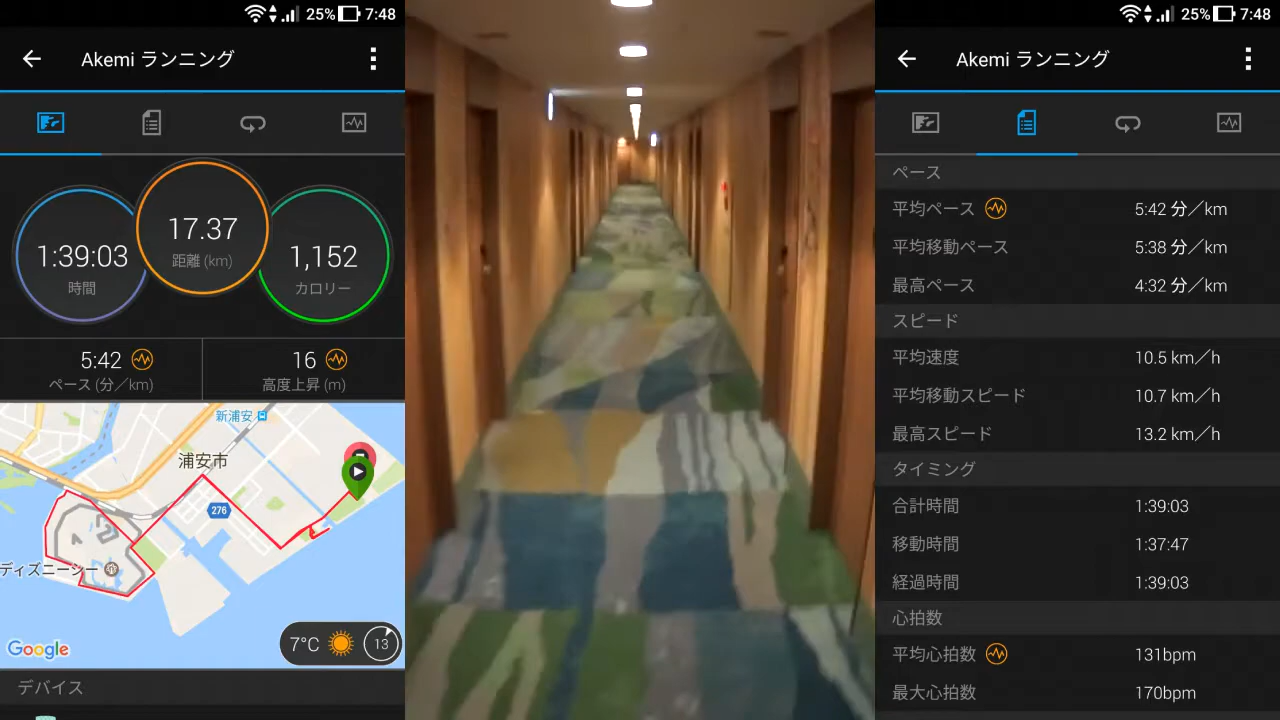 25% 7:48
Akemi ランニング
1:39:03
時間
17.37
距離 (km)
1,152
カロリー
5:42
ペース (分／km)
16
高度上昇 (m)
新浦安
浦安市
276
ディズニーシー
Google
7°C
13
デバイス
25% 7:48
Akemi ランニング
ペース
平均ペース 5:42 分／km
平均移動ペース 5:38 分／km
最高ペース 4:32 分／km
スピード
平均速度 10.5 km／h
平均移動スピード 10.7 km／h
最高スピード 13.2 km／h
タイミング
合計時間 1:39:03
移動時間 1:37:47
経過時間 1:39:03
心拍数
平均心拍数 131bpm
最大心拍数 170bpm